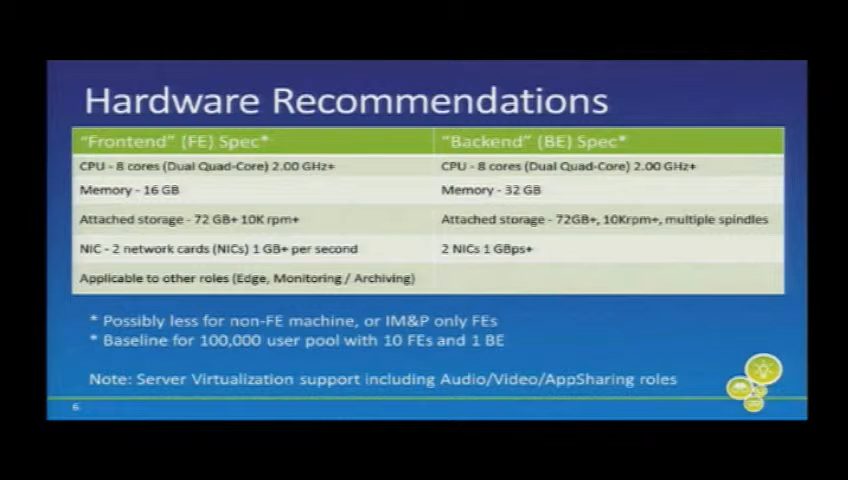 Hardware Recommendations
"Frontend" (FE) Spec* "Backend" (BE) Spec*
CPU - 8 cores (Dual Quad-Core) 2.00 GHz+ CPU - 8 cores (Dual Quad-Core) 2.00 GHz+
Memory - 16 GB Memory - 32 GB
Attached storage - 72 GB+ 10K rpm+ Attached storage - 72GB+, 10Krpm+, multiple spindles
NIC - 2 network cards (NICs) 1 GB+ per second 2 NICs 1 GBps+
Applicable to other roles (Edge, Monitoring / Archiving)
* Possibly less for non-FE machine, or IM&P only FEs
* Baseline for 100,000 user pool with 10 FEs and 1 BE
Note: Server Virtualization support including Audio/Video/AppSharing roles
6